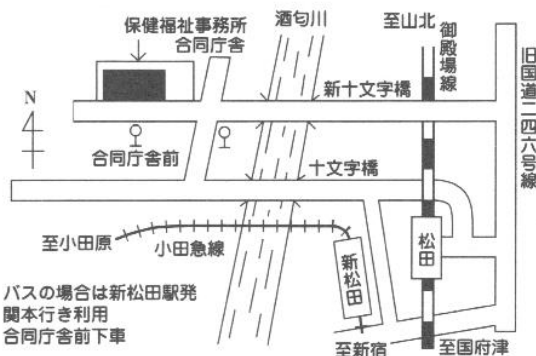 保健福祉事務所
合同庁舎
酒匂川
至山北
御殿場線
旧国道二四六号線
新十文字橋
N
合同庁舎前
十文字橋
至小田原
小田急線
新松田
松田
バスの場合は新松田駅発
関本行き利用
合同庁舎前下車
至新宿
至国府津